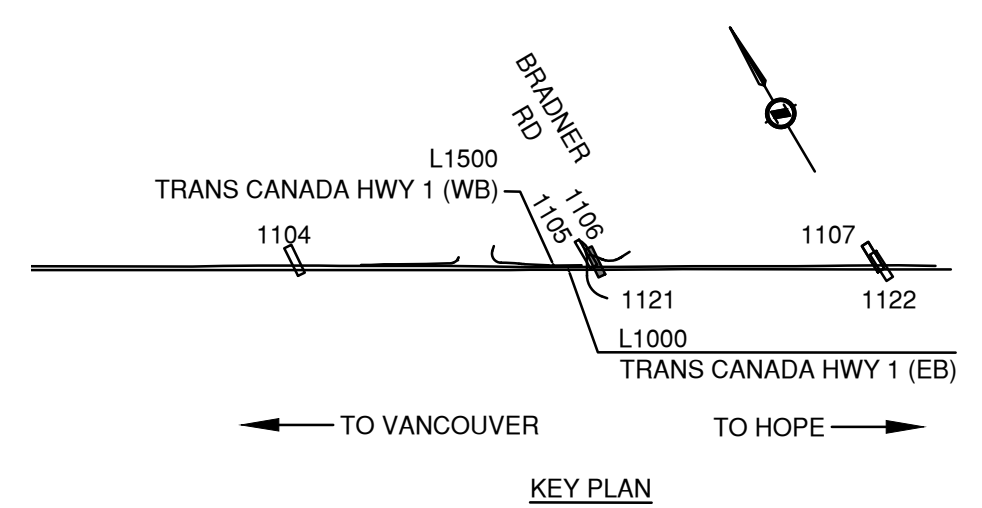 BRADNER
RD
L1500
TRANS CANADA HWY 1 (WB)
1105
1106
1104
1107
1121
1122
L1000
TRANS CANADA HWY 1 (EB)
TO VANCOUVER
TO HOPE
KEY PLAN